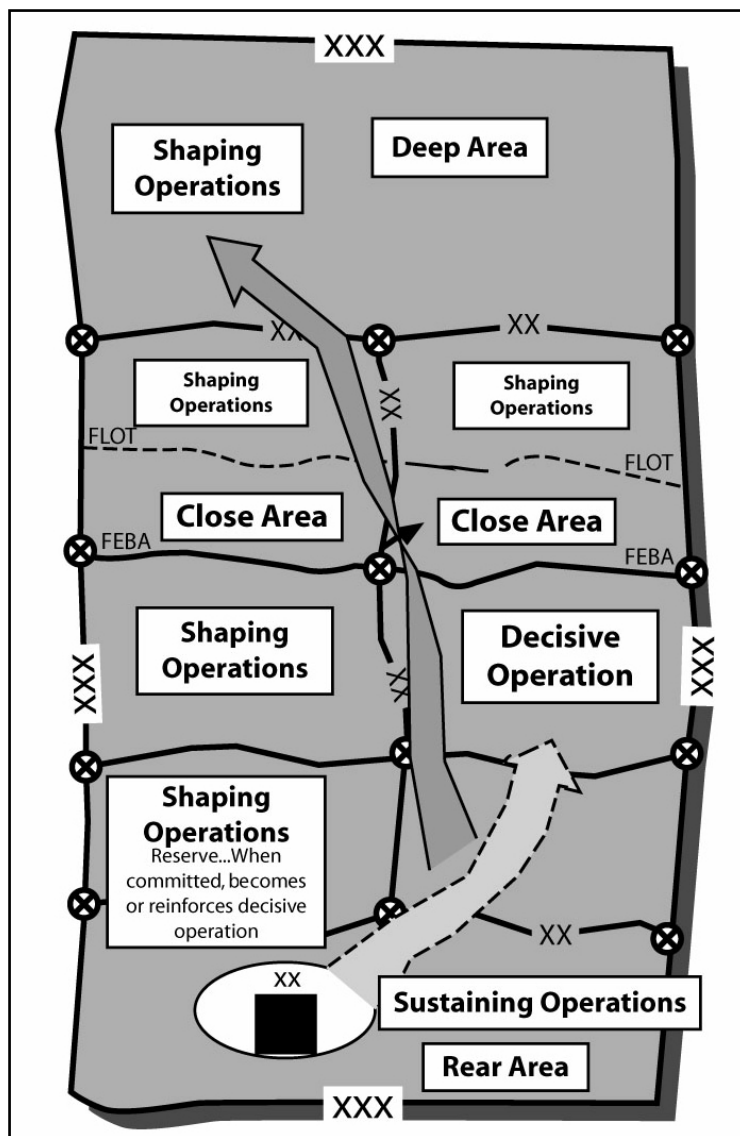 XXX
Shaping
Operations
Deep Area
XX
XX
Shaping
Operations
Shaping
Operations
XX
FLOT
FLOT
Close Area
Close Area
FEBA
FEBA
Shaping
Operations
Decisive
Operation
XXX
XXX
XX
Shaping
Operations
Reserve...When
committed, becomes
or reinforces decisive
operation
XX
XX
Sustaining Operations
Rear Area
XXX